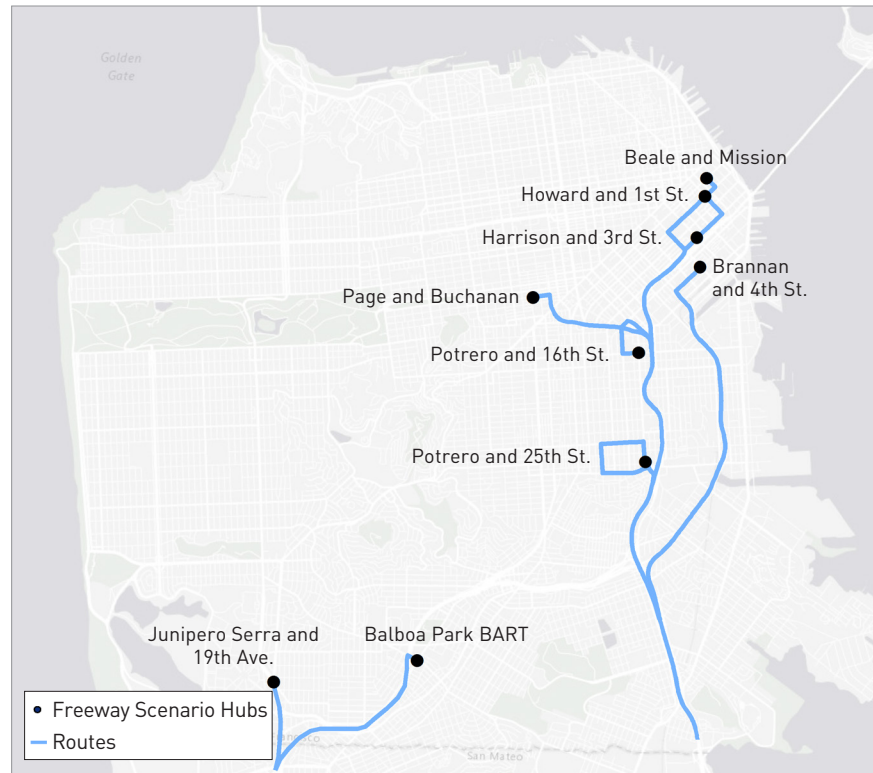 Golden
Gate
Beale and Mission
Howard and 1st St.
Harrison and 3rd St.
Brannan
and 4th St.
Page and Buchanan
Potrero and 16th St.
Potrero and 25th St.
Junipero Serra and
19th Ave.
Balboa Park BART
Freeway Scenario Hubs
Routes
San Mateo